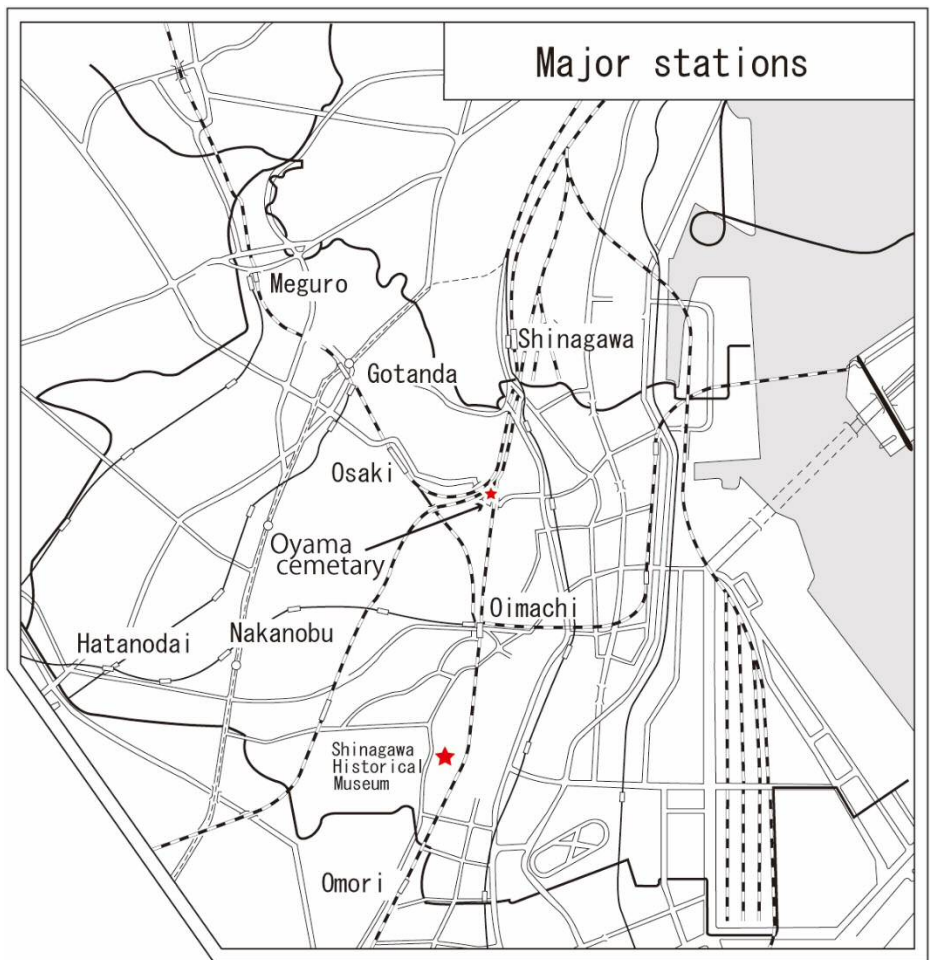 Major stations
Meguro
Shinagawa
Gotanda
Osaki
Oyama
cemetary
Oimachi
Nakanobu
Hatanodai
Shinagawa
Historical
Museum
Omori